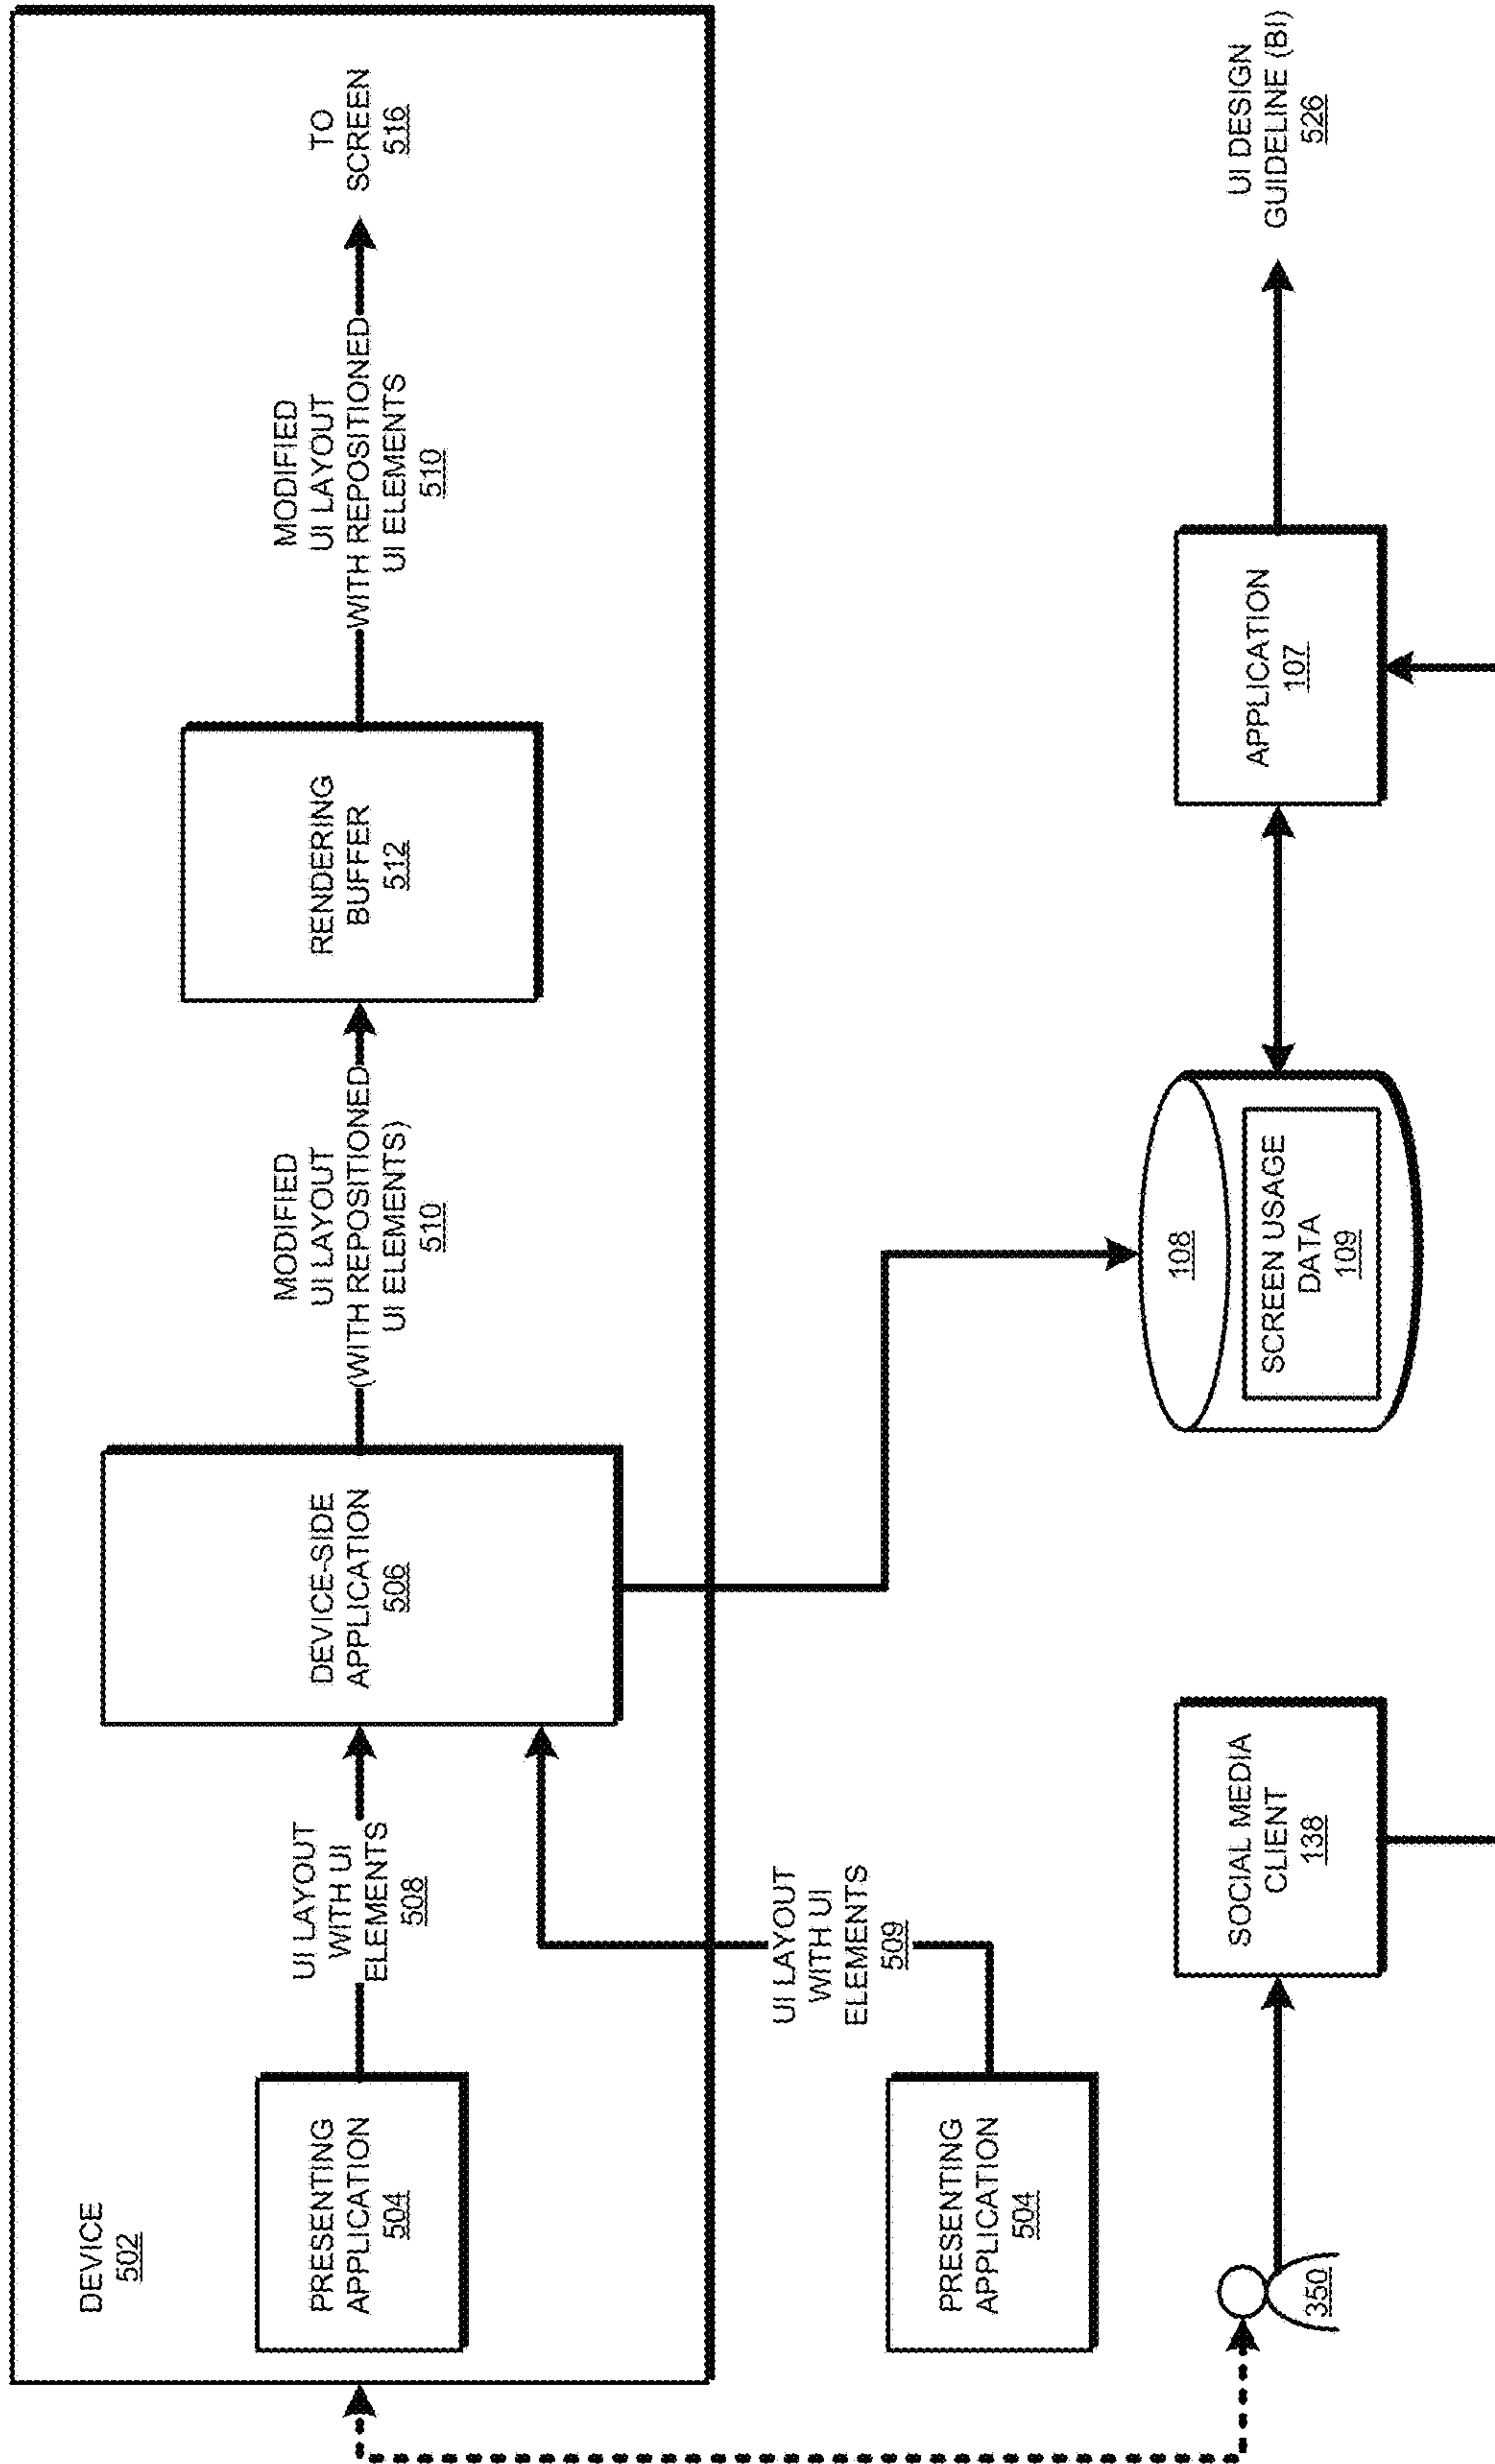 DEVICE
502
PRESENTING
APPLICATION
504
UI LAYOUT
WITH UI
ELEMENTS
508
DEVICE-SIDE
APPLICATION
506
MODIFIED
UI LAYOUT
(WITH REPOSITIONED
UI ELEMENTS)
510
RENDERING
BUFFER
512
MODIFIED
UI LAYOUT
WITH REPOSITIONED
UI ELEMENTS
510
TO
SCREEN
516
PRESENTING
APPLICATION
504
UI LAYOUT
WITH UI
ELEMENTS
509
350
SOCIAL MEDIA
CLIENT
138
108
SCREEN USAGE
DATA
109
APPLICATION
107
UI DESIGN
GUIDELINE (BI)
526